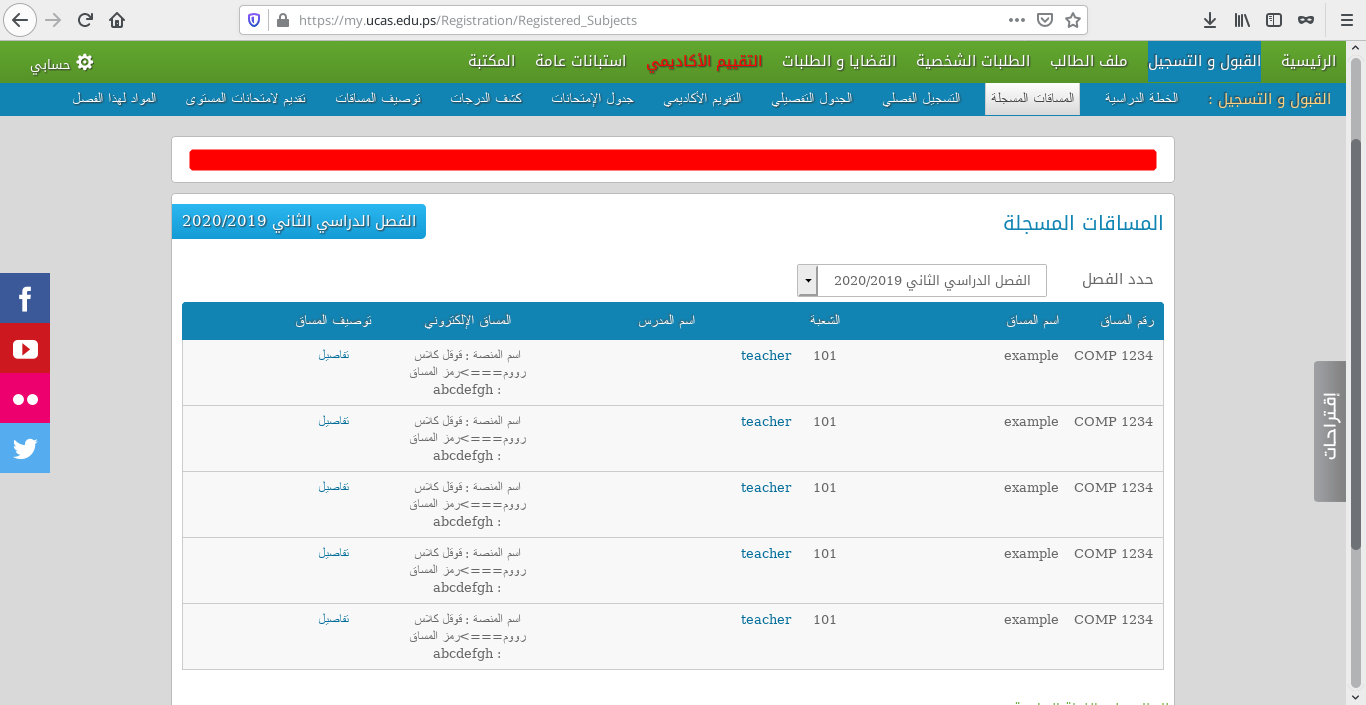 https://my.ucas.edu.ps/Registration/Registered_Subjects
الرئيسية القبول و التسجيل ملف الطالب الطلبات الشخصية القضايا و الطلبات التقييم الأكاديمي استبانات عامة المكتبة حسابي
القبول و التسجيل : الخطة الدراسية المساقات المسجلة التسجيل الفصلي الجدول التفصيلي التقويم الأكاديمي جدول الإمتحانات كشف الدرجات توصيف المساقات تقديم لامتحانات المستوى المواد لهذا الفصل
المساقات المسجلة الفصل الدراسي الثاني 2020/2019
حدد الفصل الفصل الدراسي الثاني 2020/2019
رقم المساق اسم المساق الشعبة اسم المدرس المساق الإلكتروني توصيف المساق
COMP 1234 example 101 teacher اسم المنصة : قوقل كلاس تفاصيل
رووم===>رمز المساق
: abcdefgh
COMP 1234 example 101 teacher اسم المنصة : قوقل كلاس تفاصيل
رووم===>رمز المساق
: abcdefgh
COMP 1234 example 101 teacher اسم المنصة : قوقل كلاس تفاصيل
رووم===>رمز المساق
: abcdefgh
COMP 1234 example 101 teacher اسم المنصة : قوقل كلاس تفاصيل
رووم===>رمز المساق
: abcdefgh
COMP 1234 example 101 teacher اسم المنصة : قوقل كلاس تفاصيل
رووم===>رمز المساق
: abcdefgh
إقتراحات